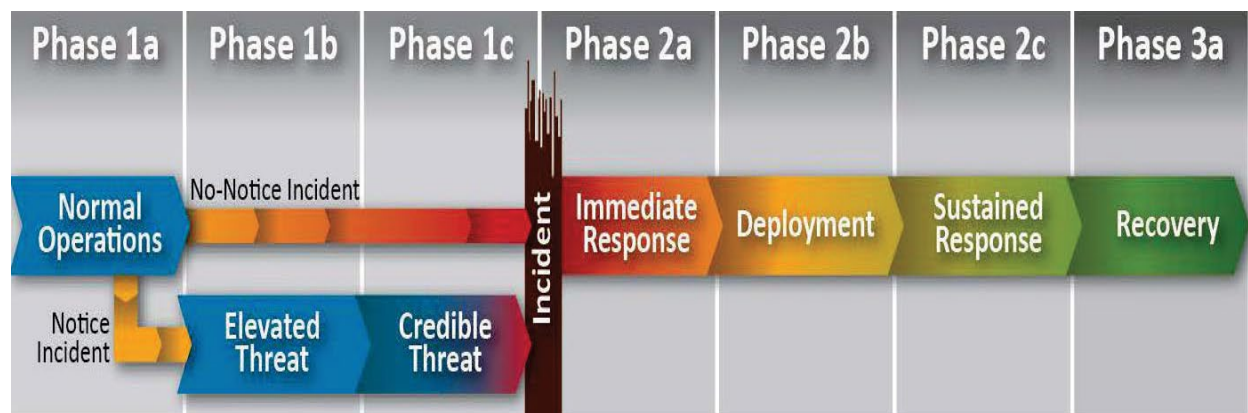 Phase 1a
Phase 1b
Phase 1c
Phase 2a
Phase 2b
Phase 2c
Phase 3a
Normal
Operations
No-Notice Incident
Notice
Incident
Elevated
Threat
Credible
Threat
Incident
Immediate
Response
Deployment
Sustained
Response
Recovery